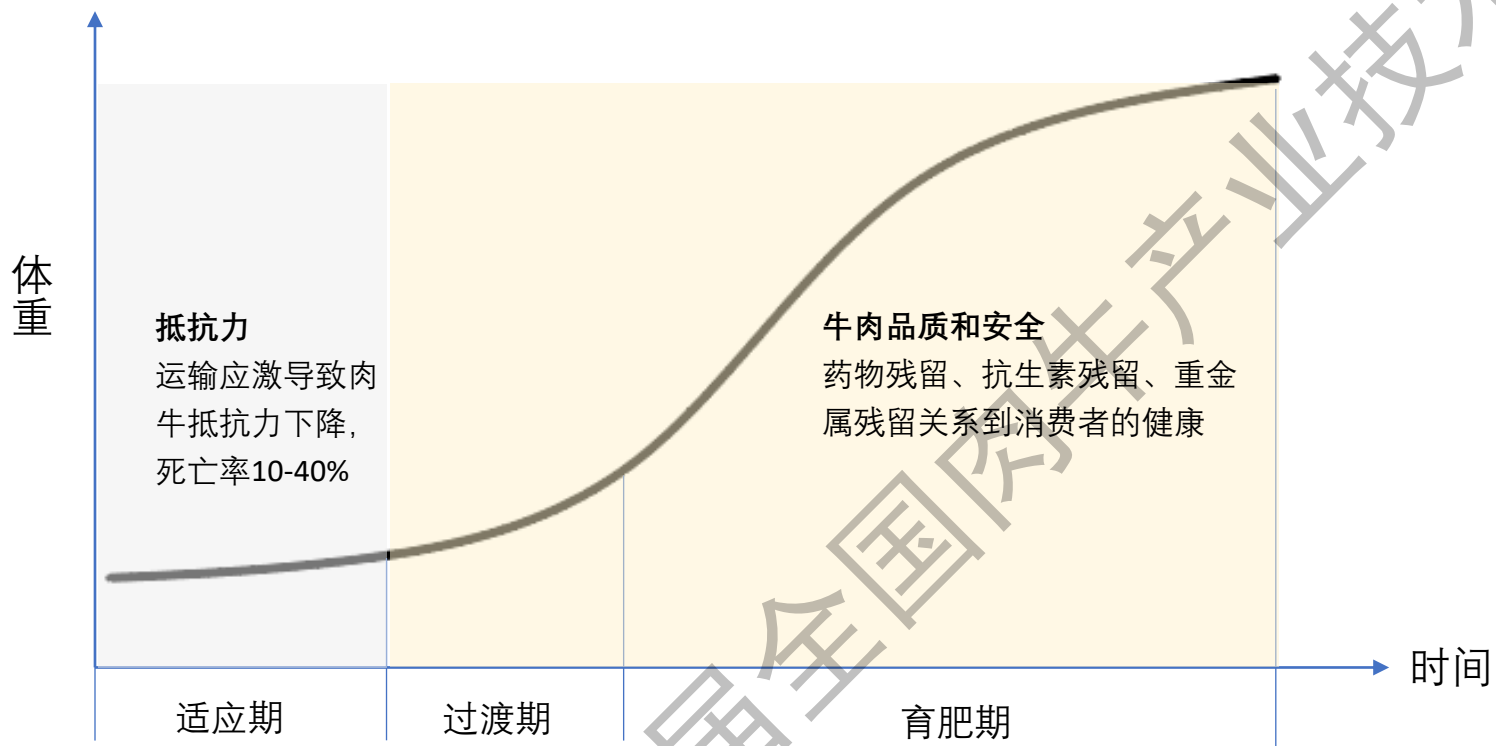 体重
抵抗力
运输应激导致肉
牛抵抗力下降，
死亡率10-40%
牛肉品质和安全
药物残留、抗生素残留、重金
属残留关系到消费者的健康
时间
适应期
过渡期
育肥期
届全国肉牛产业技术